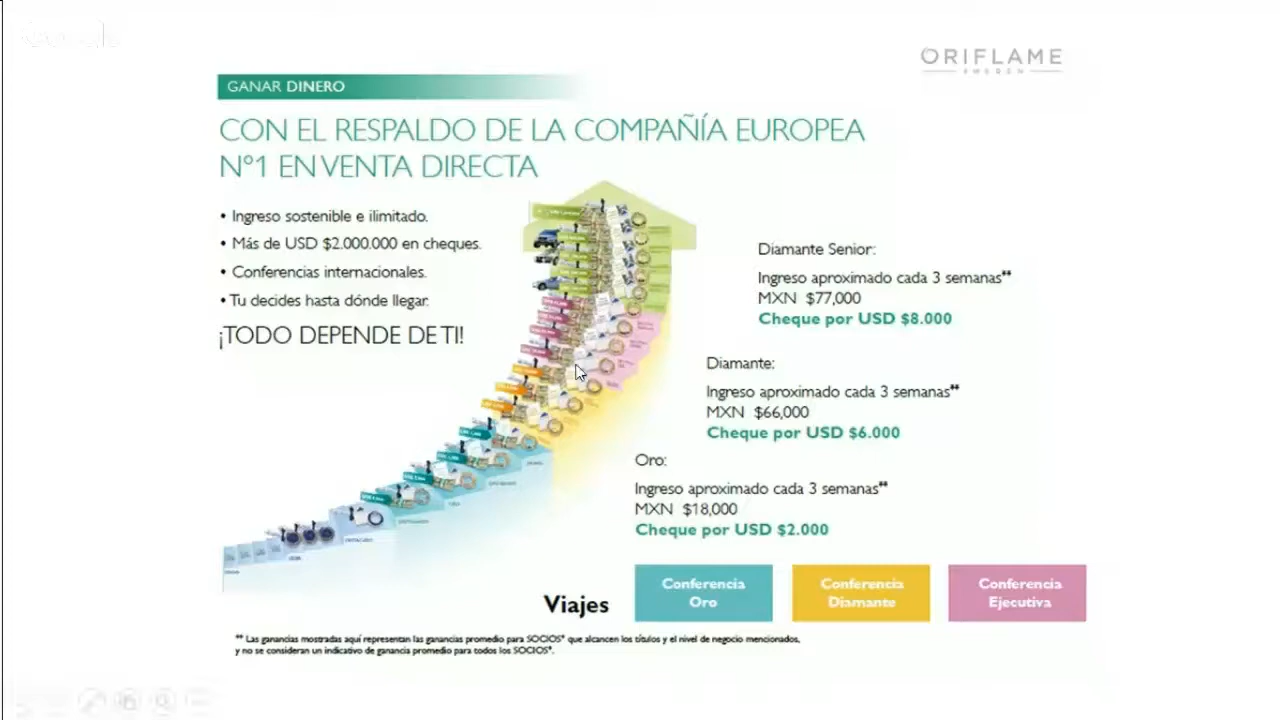 ORIFLAME
SWEDEN
GANAR DINERO
CON EL RESPALDO DE LA COMPAÑÍA EUROPEA
Nº1 EN VENTA DIRECTA
• Ingreso sostenible e ilimitado.
• Más de USD $2.000.000 en cheques.
• Conferencias internacionales.
• Tu decides hasta dónde llegar.
¡TODO DEPENDE DE TI!
Diamante Senior:
Ingreso aproximado cada 3 semanas**
MXN $77,000
Cheque por USD $8.000
Diamante:
Ingreso aproximado cada 3 semanas**
MXN $66,000
Cheque por USD $6.000
Oro:
Ingreso aproximado cada 3 semanas**
MXN $18,000
Cheque por USD $2.000
Viajes
Conferencia
Oro
Conferencia
Diamante
Conferencia
Ejecutiva
** Las ganancias mostradas aquí representan las ganancias promedio para SOCIOS* que alcancen los títulos y el nivel de negocio mencionados,
y no se consideran un indicativo de ganancia promedio para todos los SOCIOS*.